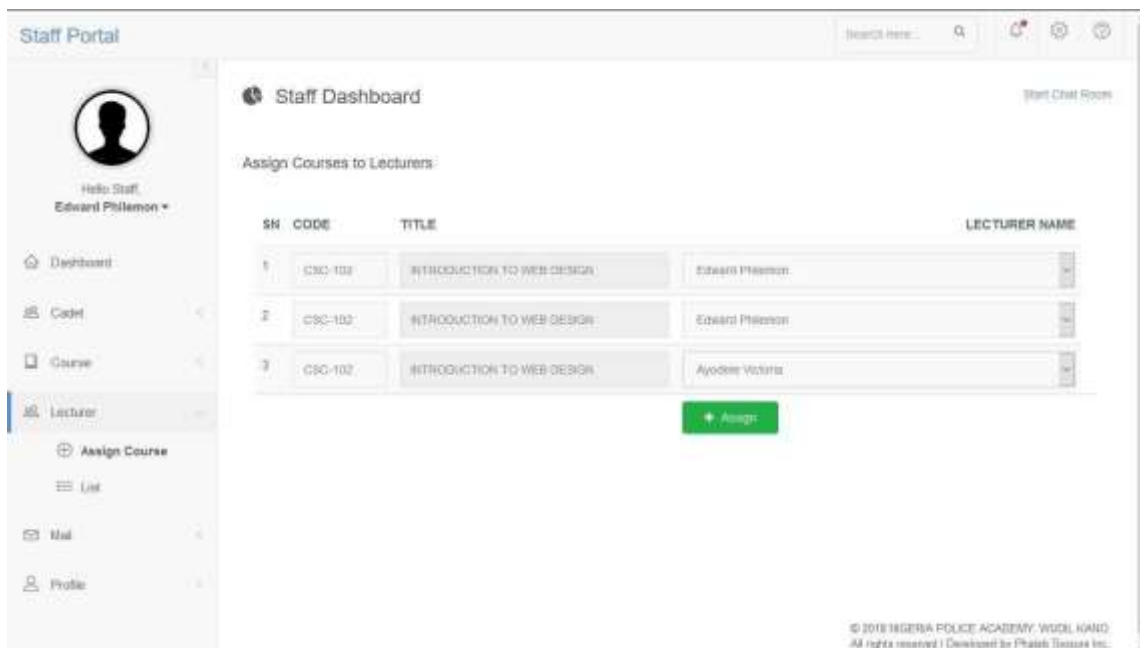 Staff Portal
Search here...
Staff Dashboard
Start Chat Room
Hello Staff,
Edward Philemon
Assign Courses to Lecturers
SN CODE TITLE LECTURER NAME
Dashboard
1 CSC-102 INTRODUCTION TO WEB DESIGN Edward Philemon
Cadet
2 CSC-102 INTRODUCTION TO WEB DESIGN Edward Philemon
Course
3 CSC-102 INTRODUCTION TO WEB DESIGN Ayodele Victoria
Lecturer
+ Assign
Assign Course
List
Mail
Profile
© 2018 NIGERIA POLICE ACADEMY. WUDIL KANO.
All rights reserved | Developed by Inc.